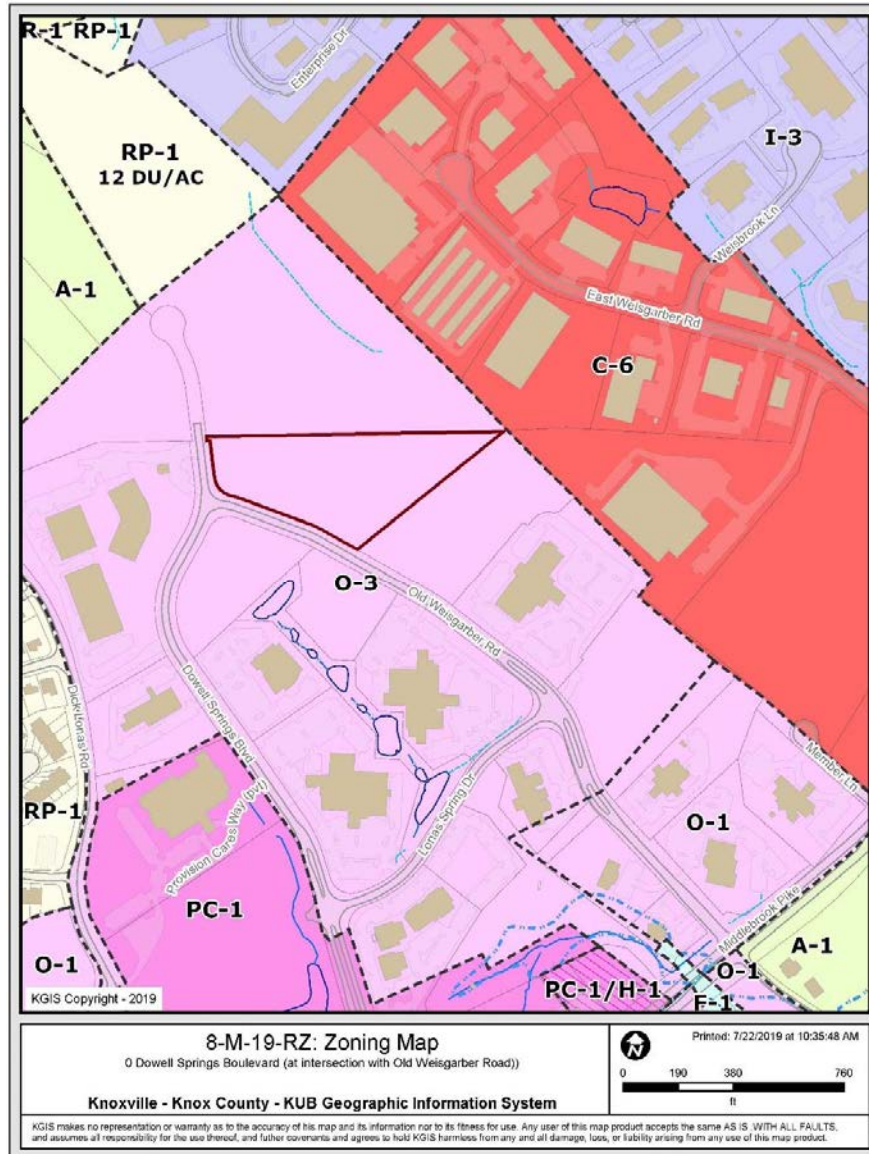 R-1
RP-1
Enterprise Dr
I-3
RP-1
12 DU/AC
Weisbrook Ln
A-1
East Weisgarber Rd
C-6
O-3
Old Weisgarber Rd
Dick Lonas Rd
Dowell Springs Blvd
Member Ln
RP-1
Provision Cares Way (pvt)
Lonas Spring Dr
O-1
PC-1
Middlebrook Pike
A-1
O-1
PC-1/H-1
O-1
F-1
KGIS Copyright - 2019
8-M-19-RZ: Zoning Map
0 Dowell Springs Boulevard (at intersection with Old Weisgarber Road))
Knoxville - Knox County - KUB Geographic Information System
N
Printed: 7/22/2019 at 10:35:48 AM
0 190 380 760
ft
KGIS makes no representation or warranty as to the accuracy of his map and its information nor to its fitness for use. Any user of this map product accepts the same AS IS ,WITH ALL FAULTS,
and assumes all responsibility for the use thereof, and futher covenants and agrees to hold KGIS harmless from any and all damage, loss, or liability arising from any use of this map product.